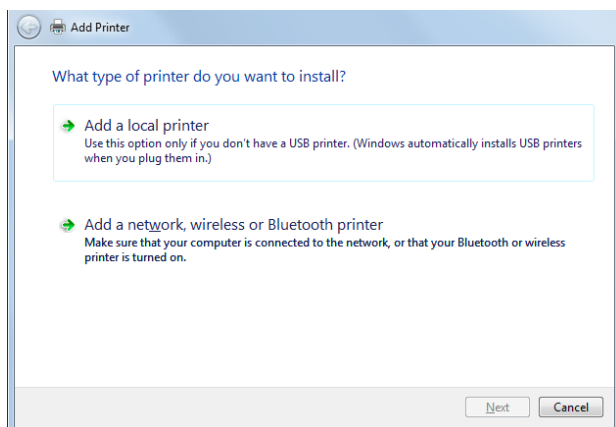 Add Printer
What type of printer do you want to install?
Add a local printer
Use this option only if you don't have a USB printer. (Windows automatically installs USB printers
when you plug them in.)
Add a network, wireless or Bluetooth printer
Make sure that your computer is connected to the network, or that your Bluetooth or wireless
printer is turned on.
Next Cancel